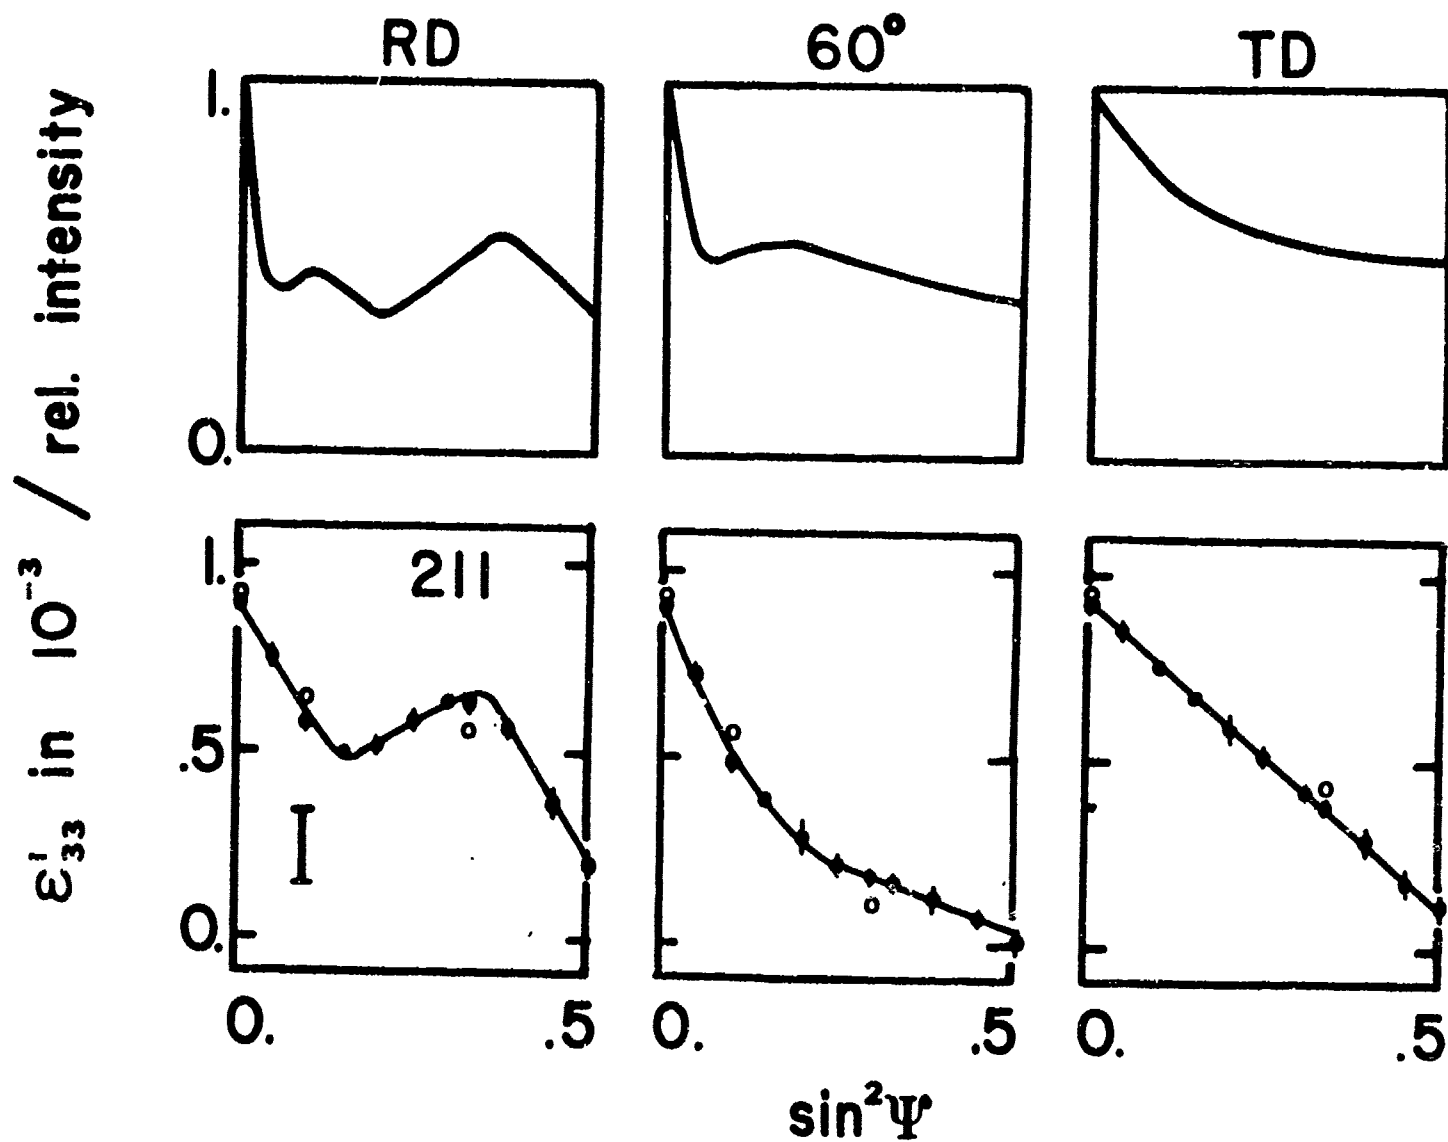 RD 60° TD
1.
0.
ε'33 in 10⁻³ / rel. intensity
211
1.
.5
0.
0. .5 0. .5 0. .5
sin²Ψ